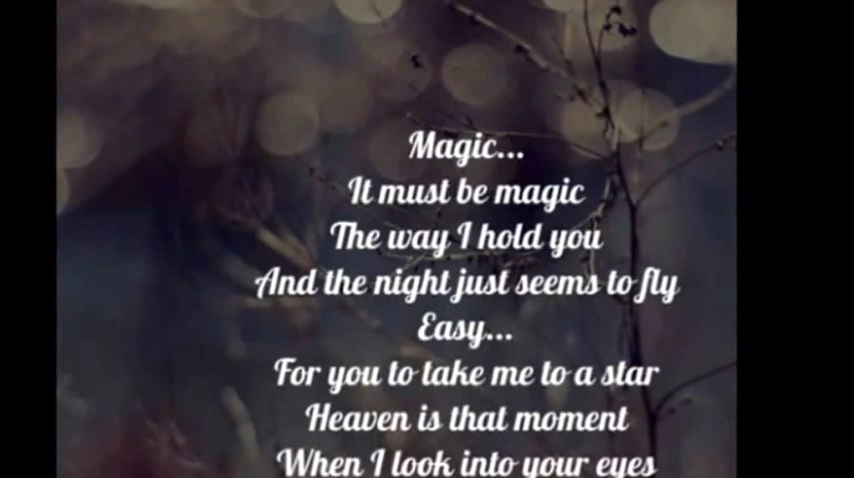 Magic...
It must be magic
The way I hold you
And the night just seems to fly
Easy...
For you to take me to a star
Heaven is that moment
When I look into your eyes